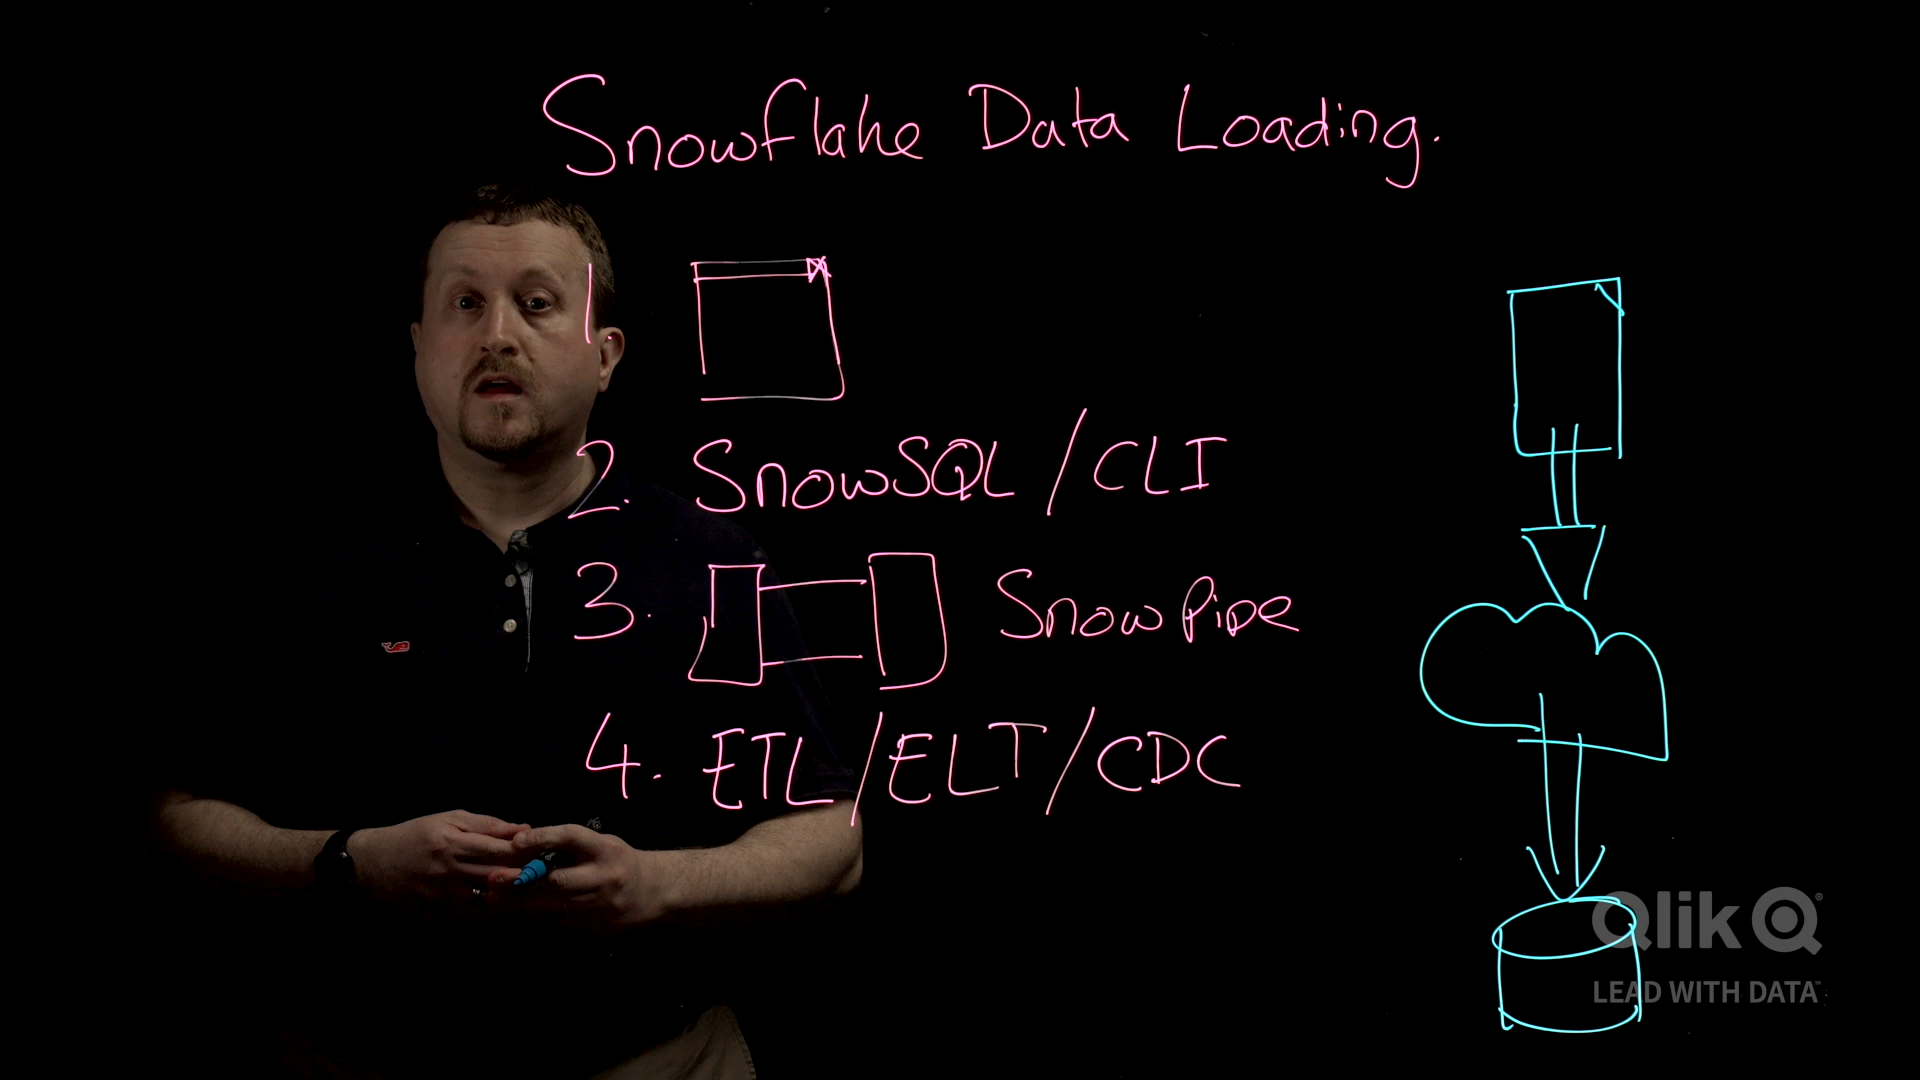 Snowflake Data Loading.
1.
2. SnowSQL / CLI
3. SnowPipe
4. ETL/ELT/CDC
Qlik
LEAD WITH DATA